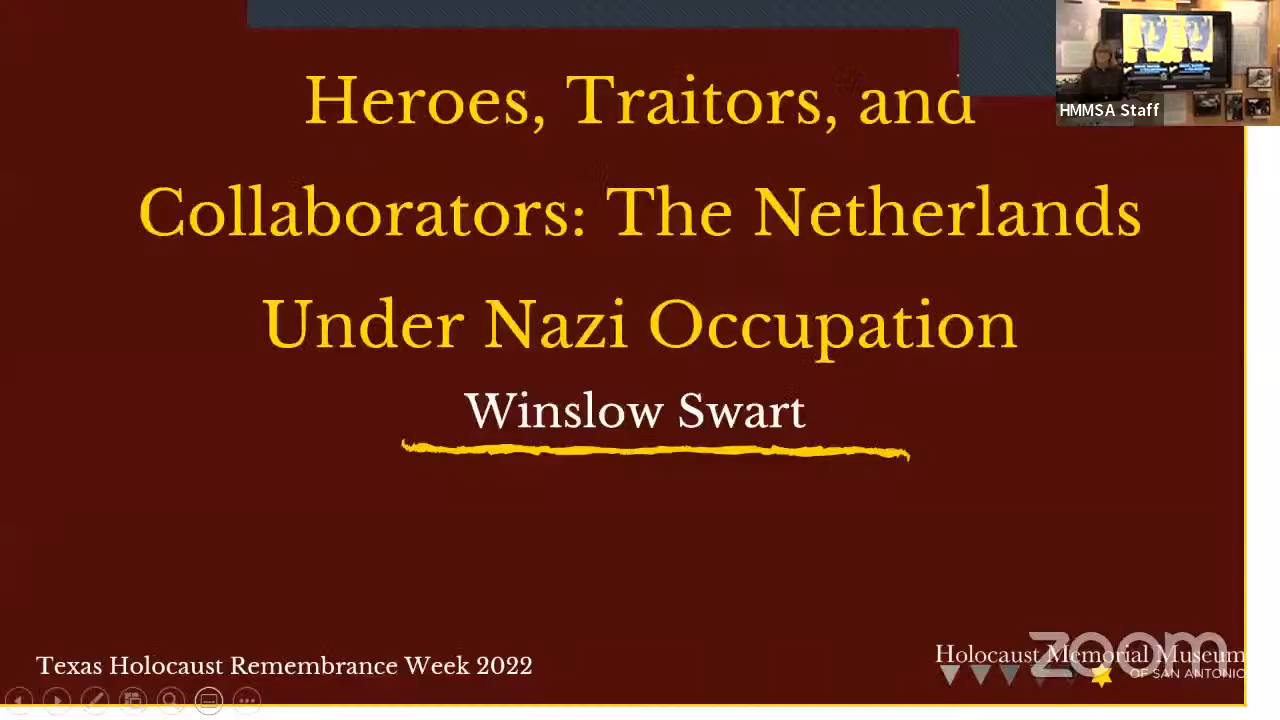 Heroes, Traitors, and
HMMSA Staff
Collaborators: The Netherlands
Under Nazi Occupation
Winslow Swart
Texas Holocaust Remembrance Week 2022
zoom
Holocaust Memorial Museum
OF SAN ANTONIO